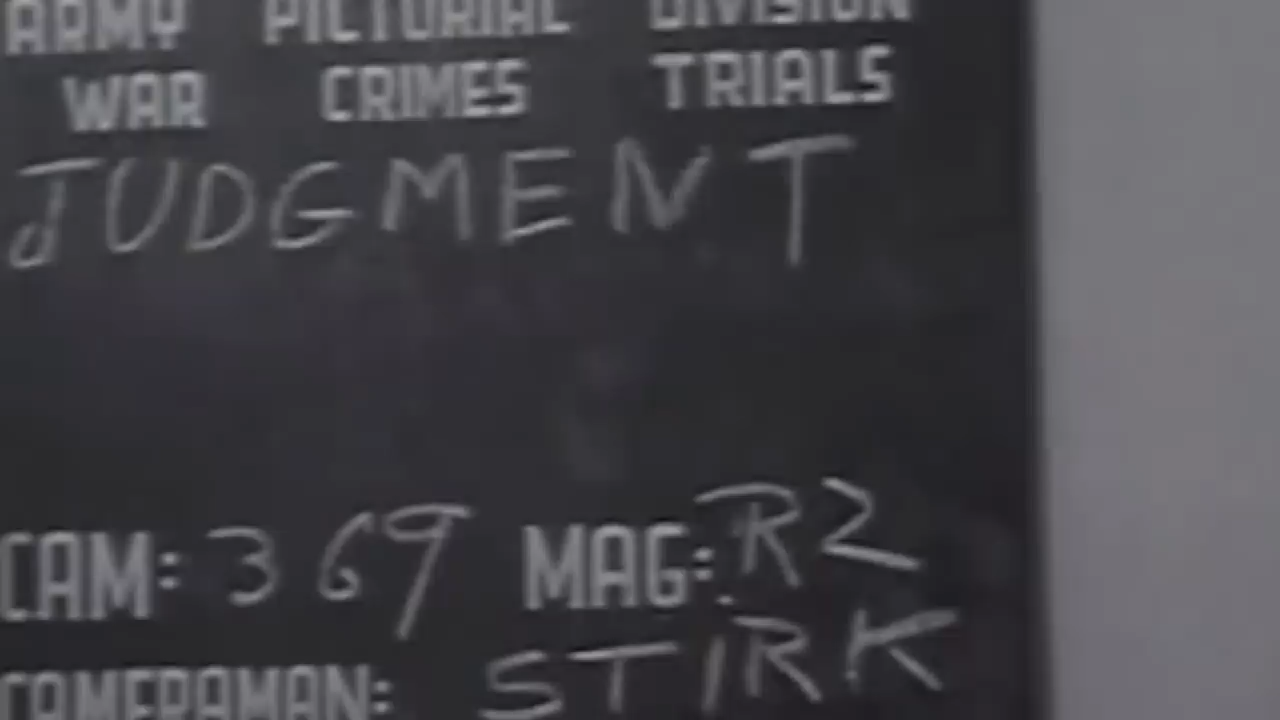 ARMY PICTORIAL DIVISION
WAR CRIMES TRIALS
JUDGMENT
CAM: 369 MAG: R2
CAMERAMAN: STIRK